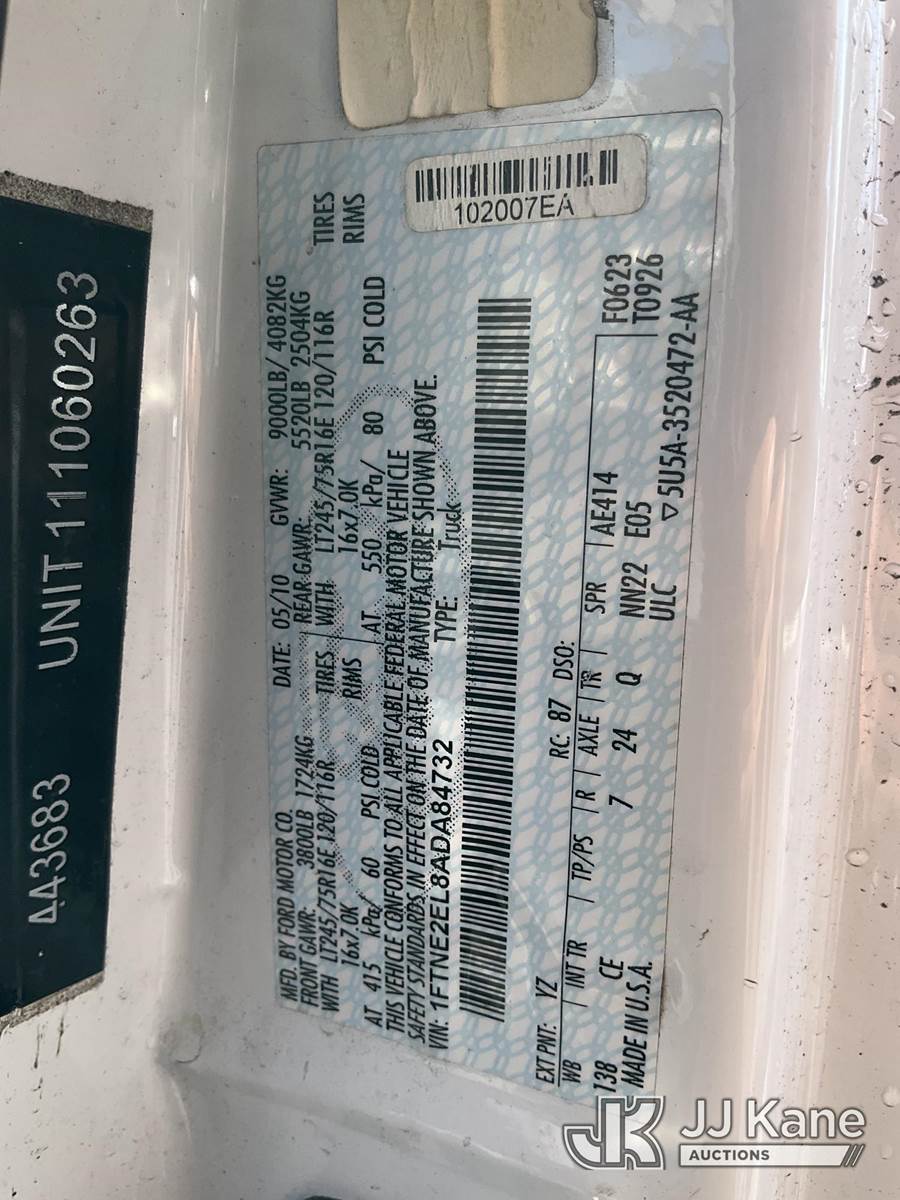 443683 UNIT 111060263
102007EA
MFD. BY FORD MOTOR CO. DATE: 05/10 GVWR: 9000LB/ 4082KG
FRONT GAWR: 3800LB 1724KG REAR GAWR: 5520LB 2504KG
WITH LT245/75R16E 120/116R TIRES WITH LT245/75R16E 120/116R TIRES
16x7.0K RIMS 16x7.0K RIMS
AT 415 kPa/ 60 PSI COLD AT 550 kPa/ 80 PSI COLD
THIS VEHICLE CONFORMS TO ALL APPLICABLE FEDERAL MOTOR VEHICLE
SAFETY STANDARDS IN EFFECT ON THE DATE OF MANUFACTURE SHOWN ABOVE.
VIN: 1FTNE2EL8ADA84732 TYPE: Truck
EXT PNT: YZ RC: 87 DSO: F0623
WB INT TR TP/PS R AXLE TR SPR AE414 T0926
138 CE 7 24 Q NN22 E05
MADE IN U.S.A. ULC ▽5U5A-3520472-AA
JK JJ Kane
AUCTIONS